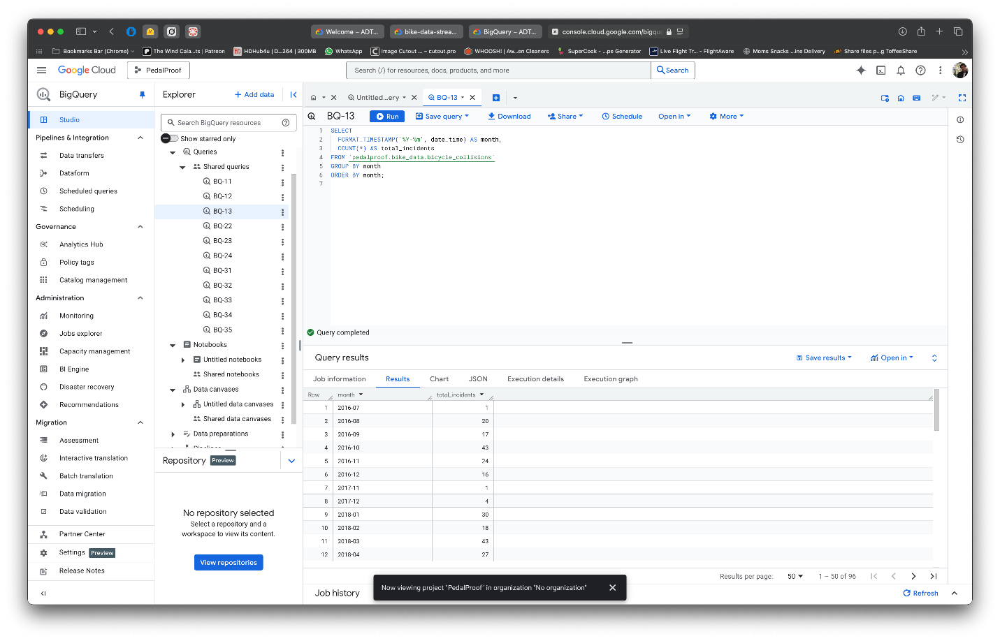 Welcome – ADT...
bike-data-strea...
BigQuery – ADT...
console.cloud.google.com/bigqu
Bookmarks Bar (Chrome)
The Wind Cala...ts | Patreon
HDHub4u | D...264 | 300MB
WhatsApp
Image Cutout ... – cutout.pro
WHOOSH! | Aw...en Cleaners
SuperCook - ...pe Generator
Live Flight Tr... - FlightAware
Moms Snacks ...ine Delivery
Share files p...g ToffeeShare
Google Cloud
PedalProof
Search (/) for resources, docs, products, and more
Search
BigQuery
Studio
Pipelines & Integration
Data transfers
Dataform
Scheduled queries
Scheduling
Governance
Analytics Hub
Policy tags
Catalog management
Administration
Monitoring
Jobs explorer
Capacity management
BI Engine
Disaster recovery
Recommendations
Migration
Assessment
Interactive translation
Batch translation
Data migration
Data validation
Partner Center
Settings Preview
Release Notes
Explorer
+ Add data
Search BigQuery resources
Show starred only
Queries
Shared queries
BQ-11
BQ-12
BQ-13
BQ-22
BQ-23
BQ-24
BQ-31
BQ-32
BQ-33
BQ-34
BQ-35
Notebooks
Untitled notebooks
Shared notebooks
Data canvases
Untitled data canvases
Shared data canvases
Data preparations
Repository Preview
No repository selected
Select a repository and a
workspace to view its content.
View repositories
Untitled...ery
BQ-13
BQ-13
Run
Save query
Download
Share
Schedule
Open in
More
1 SELECT
2 FORMAT_TIMESTAMP('%Y-%m', date_time) AS month,
3 COUNT(*) AS total_incidents
4 FROM `pedalproof.bike_data.bicycle_collisions`
5 GROUP BY month
6 ORDER BY month;
7
Query completed
Query results
Save results
Open in
Job information
Results
Chart
JSON
Execution details
Execution graph
Row month total_incidents
1 2016-07 1
2 2016-08 20
3 2016-09 17
4 2016-10 43
5 2016-11 24
6 2016-12 16
7 2017-11 1
8 2017-12 4
9 2018-01 30
10 2018-02 18
11 2018-03 43
12 2018-04 27
Results per page: 50 1 – 50 of 96
Job history
Refresh
Now viewing project "PedalProof" in organization "No organization"